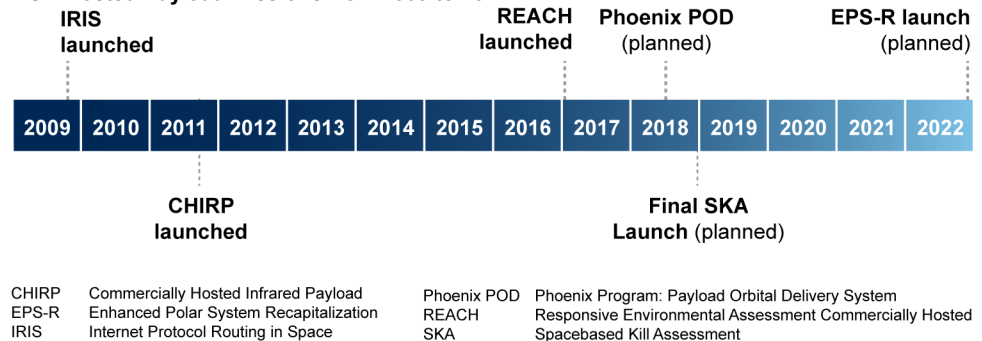 IRIS
launched
REACH
launched
Phoenix POD
(planned)
EPS-R launch
(planned)
2009 2010 2011 2012 2013 2014 2015 2016 2017 2018 2019 2020 2021 2022
CHIRP
launched
Final SKA
Launch (planned)
CHIRP Commercially Hosted Infrared Payload
EPS-R Enhanced Polar System Recapitalization
IRIS Internet Protocol Routing in Space
Phoenix POD Phoenix Program: Payload Orbital Delivery System
REACH Responsive Environmental Assessment Commercially Hosted
SKA Spacebased Kill Assessment